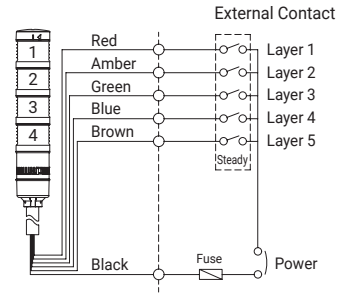 External Contact
Red
Layer 1
Amber
Layer 2
Green
Layer 3
Blue
Layer 4
Brown
Layer 5
Steady
1
2
3
4
Black
Fuse
Power